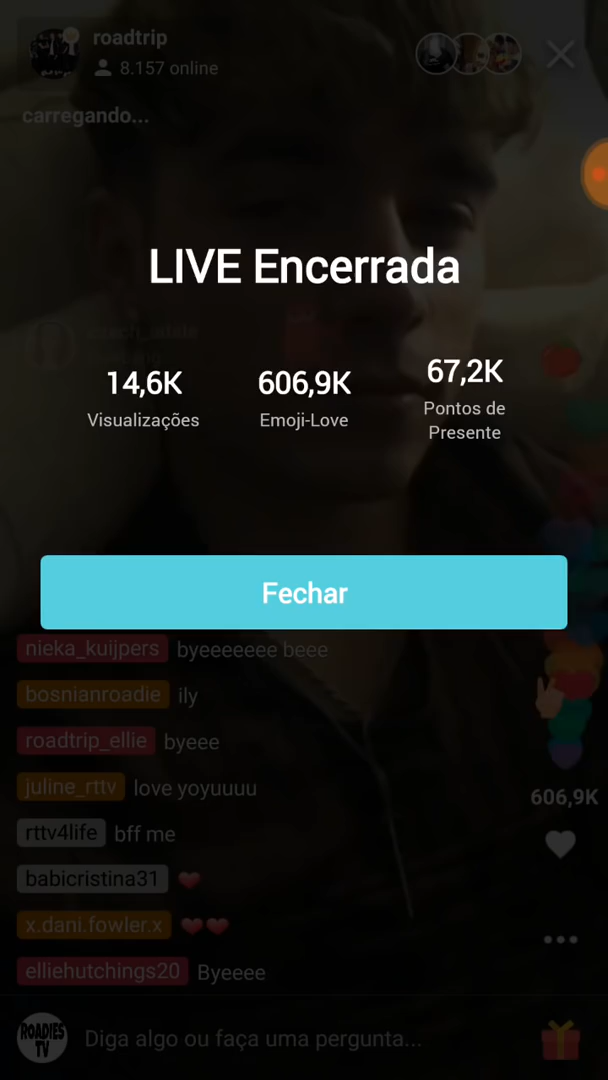 roadtrip
8.157 online
carregando...
LIVE Encerrada
14,6K
Visualizações
606,9K
Emoji-Love
67,2K
Pontos de
Presente
Fechar
nieka_kuijpers byeeeeeee beee
bosnianroadie ily
roadtrip_ellie byeee
juline_rttv love yoyuuuu
rttv4life bff me
babicristina31
x.dani.fowler.x
elliehutchings20 Byeeee
606,9K
ROADIES
TV
Diga algo ou faça uma pergunta...